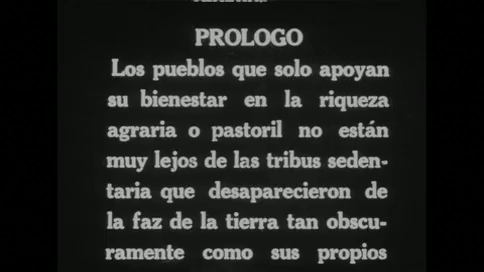 PROLOGO
Los pueblos que solo apoyan
su bienestar en la riqueza
agraria o pastoril no están
muy lejos de las tribus seden-
taria que desaparecieron de
la faz de la tierra tan obscu-
ramente como sus propios